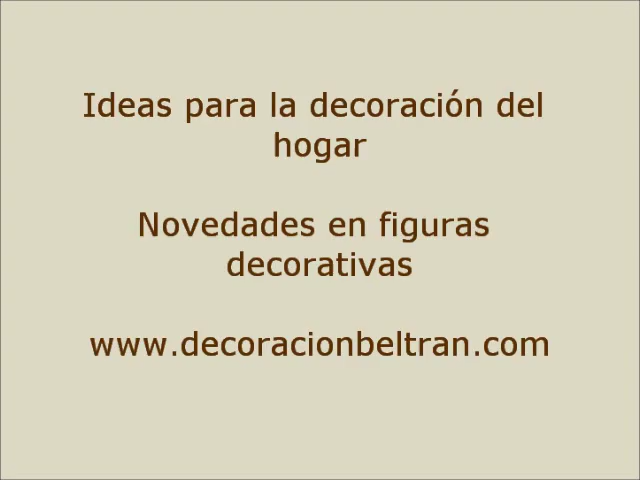 Ideas para la decoración del
hogar
Novedades en figuras
decorativas
www.decoracionbeltran.com